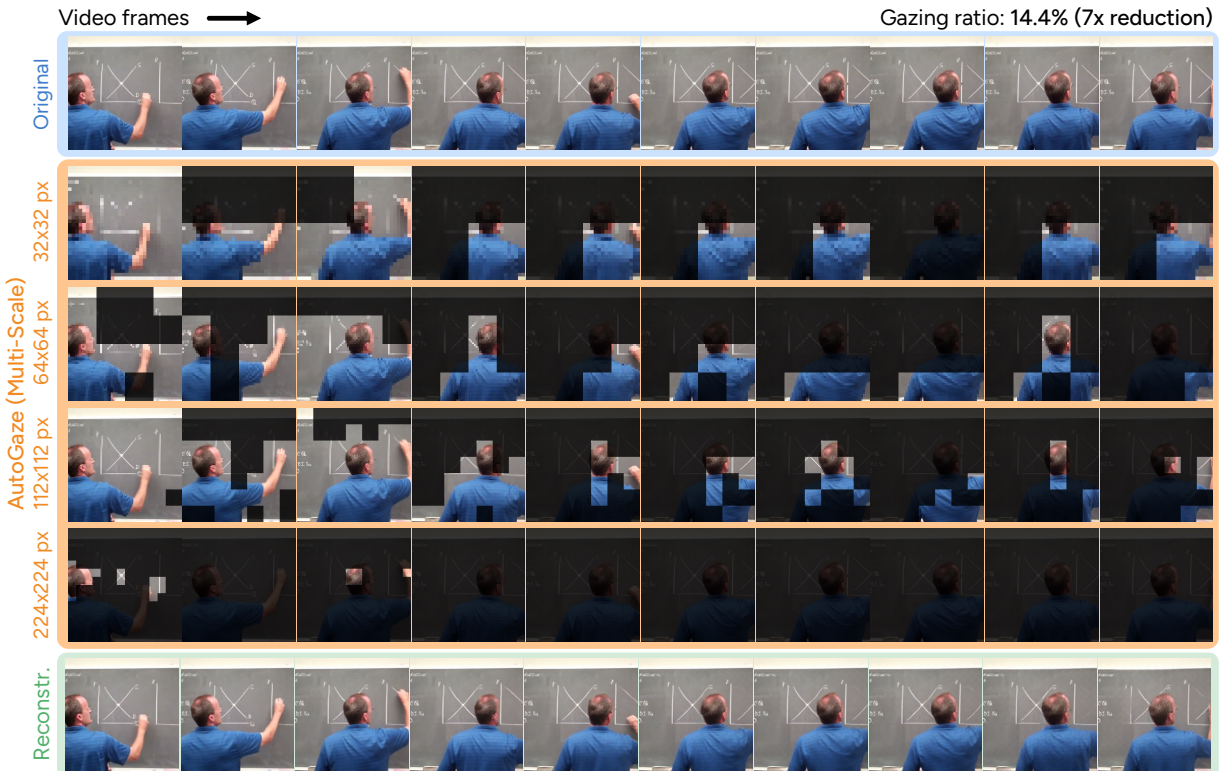 Video frames
Gazing ratio: 14.4% (7x reduction)
Original
AutoGaze (Multi-Scale)
32x32 px
64x64 px
112x112 px
224x224 px
Reconstr.